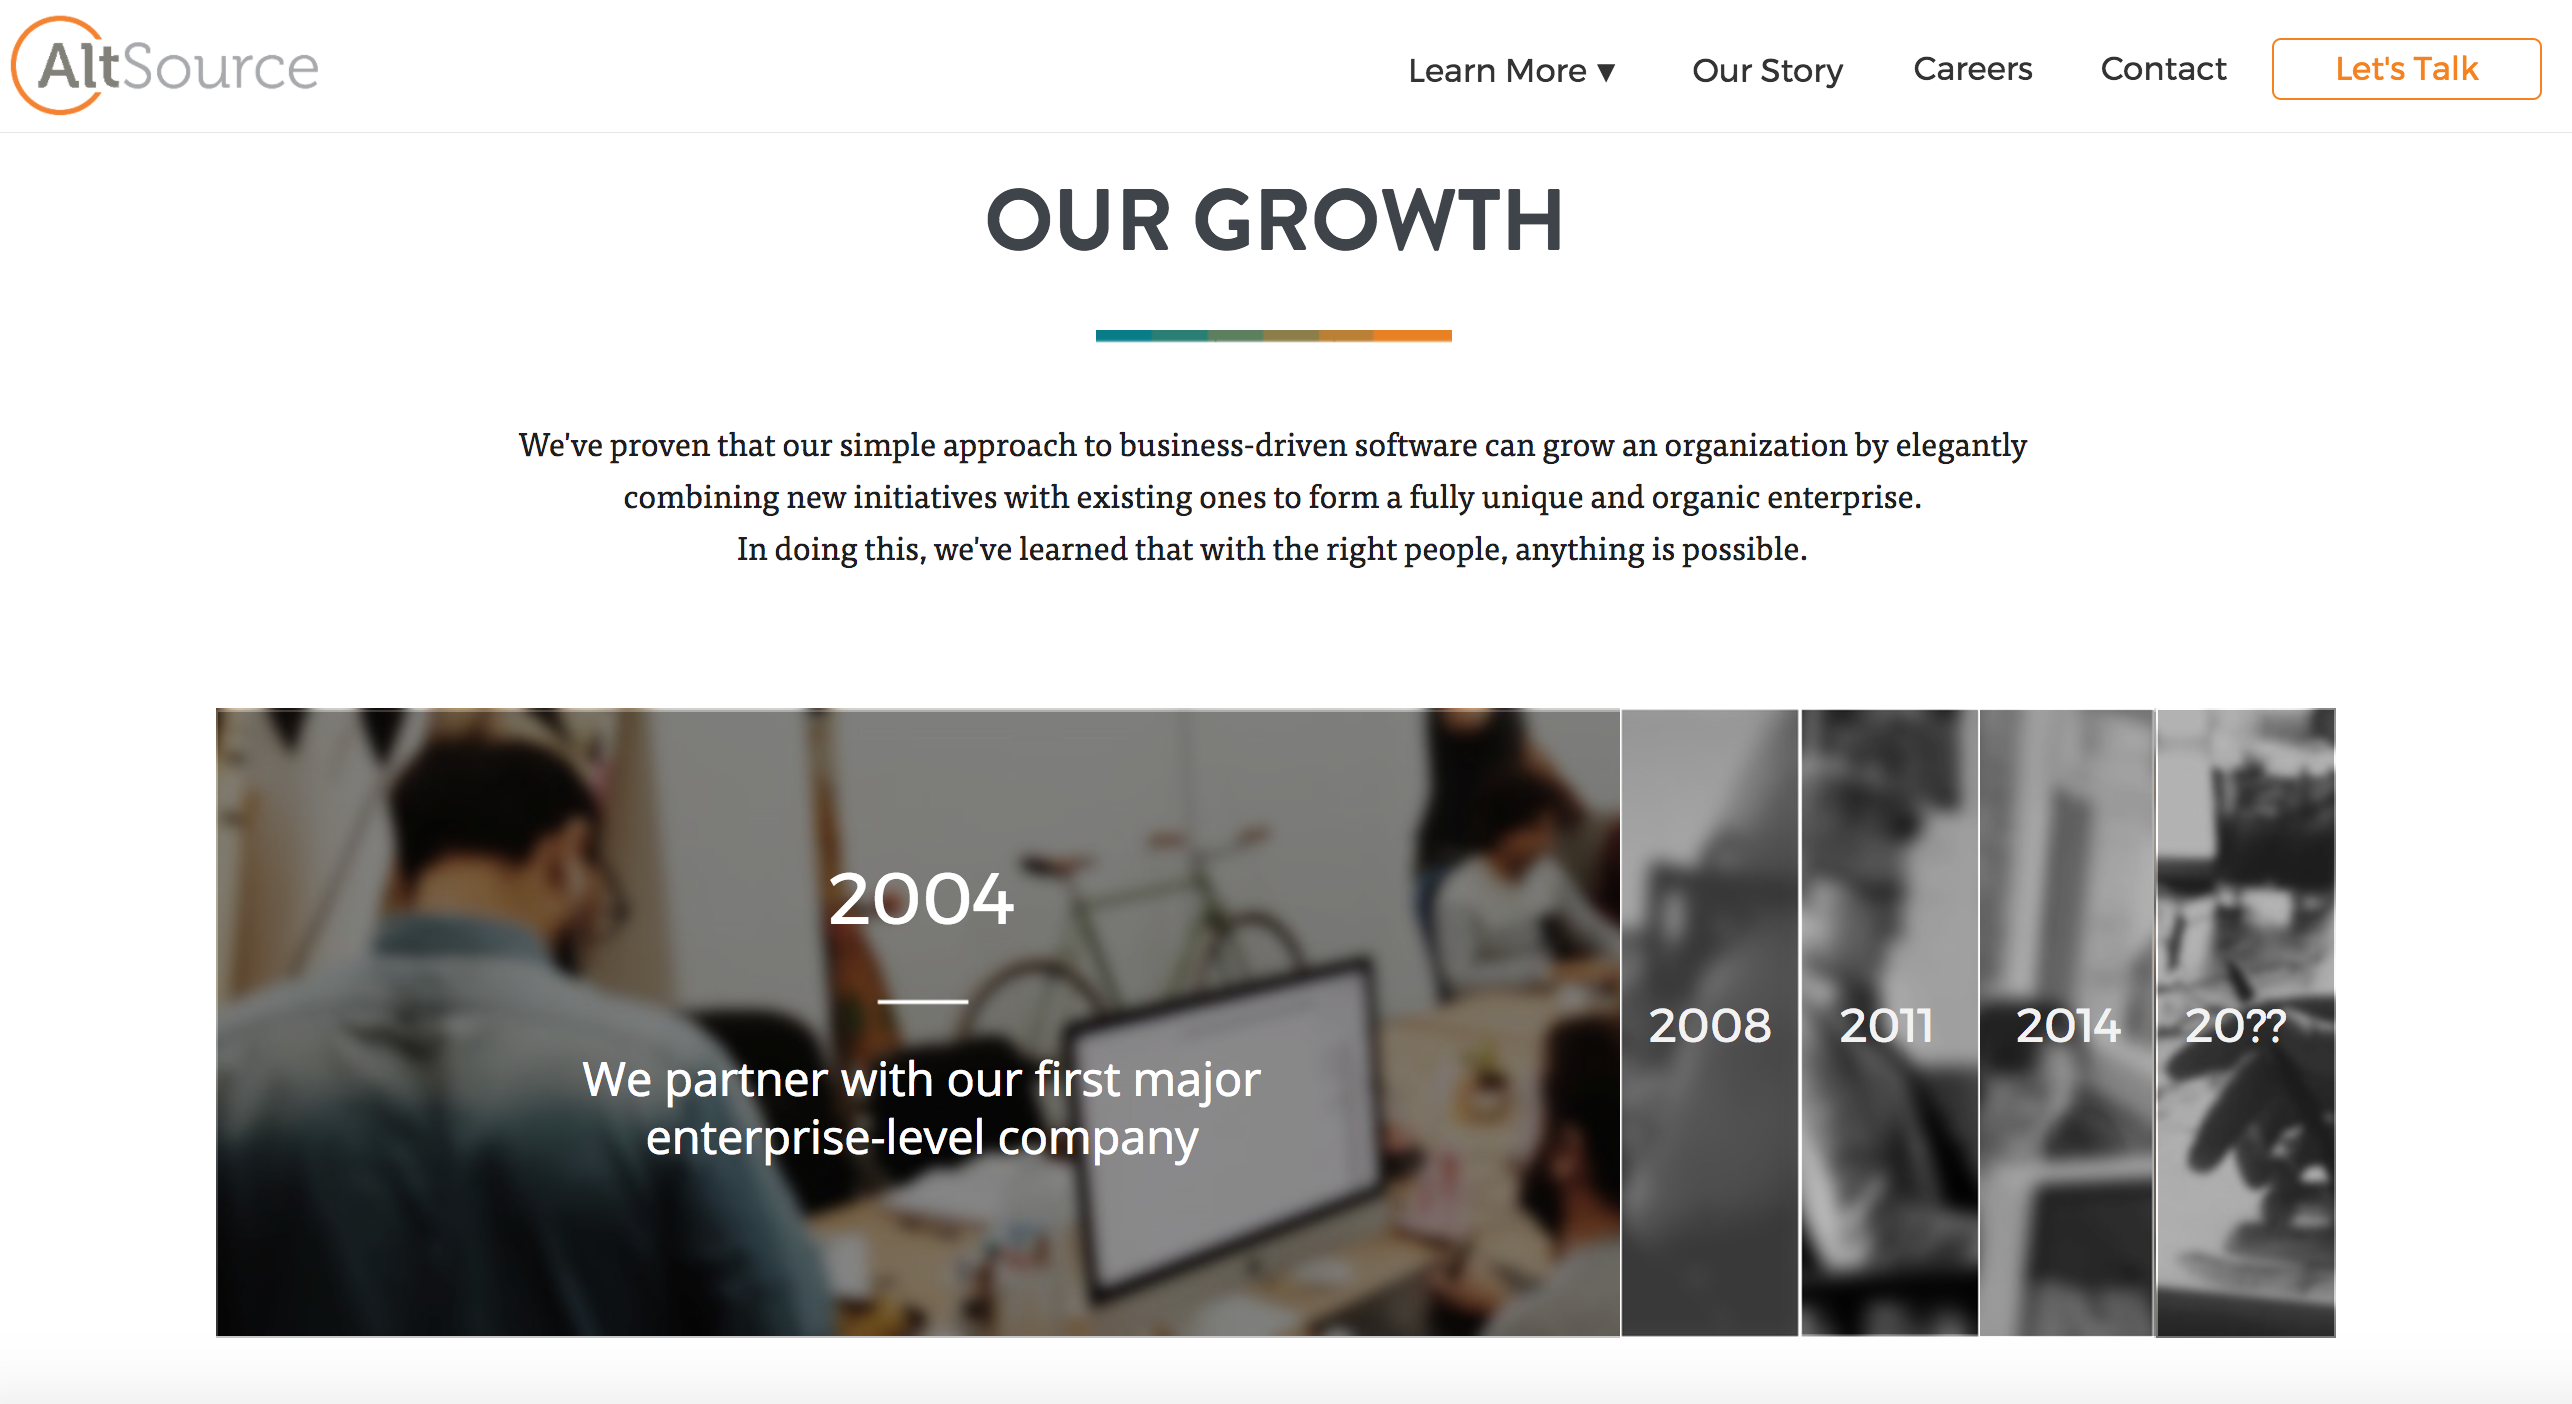 AltSource
Learn More ▼
Our Story
Careers
Contact
Let's Talk
OUR GROWTH
We've proven that our simple approach to business-driven software can grow an organization by elegantly
combining new initiatives with existing ones to form a fully unique and organic enterprise.
In doing this, we've learned that with the right people, anything is possible.
2004
We partner with our first major
enterprise-level company
2008
2011
2014
20??